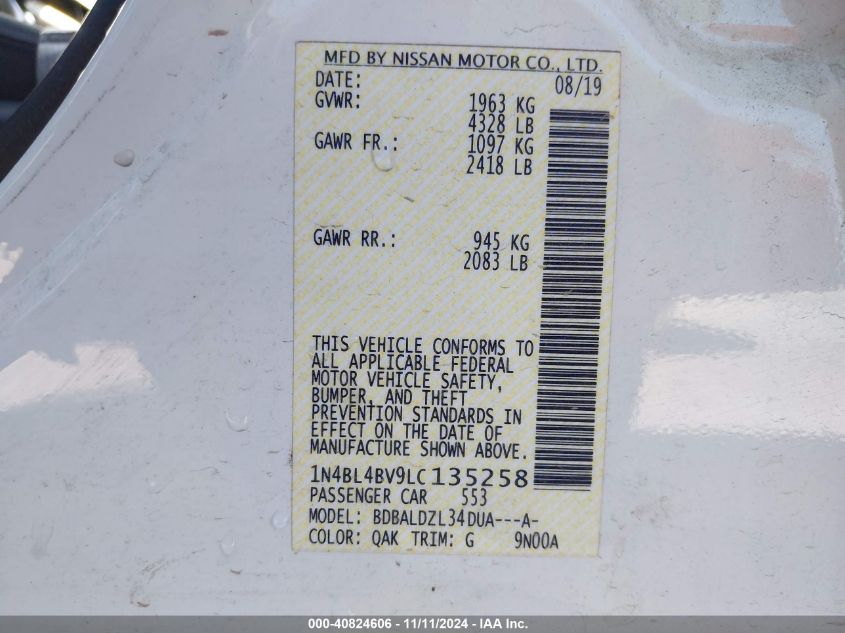 MFD BY NISSAN MOTOR CO., LTD.
DATE: 08/19
GVWR: 1963 KG
4328 LB
GAWR FR.: 1097 KG
2418 LB
GAWR RR.: 945 KG
2083 LB
THIS VEHICLE CONFORMS TO
ALL APPLICABLE FEDERAL
MOTOR VEHICLE SAFETY,
BUMPER, AND THEFT
PREVENTION STANDARDS IN
EFFECT ON THE DATE OF
MANUFACTURE SHOWN ABOVE.
1N4BL4BV9LC135258
PASSENGER CAR 553
MODEL: BDBALDZL34DUA---A-
COLOR: QAK TRIM: G 9N00A
000-40824606 - 11/11/2024 - IAA Inc.